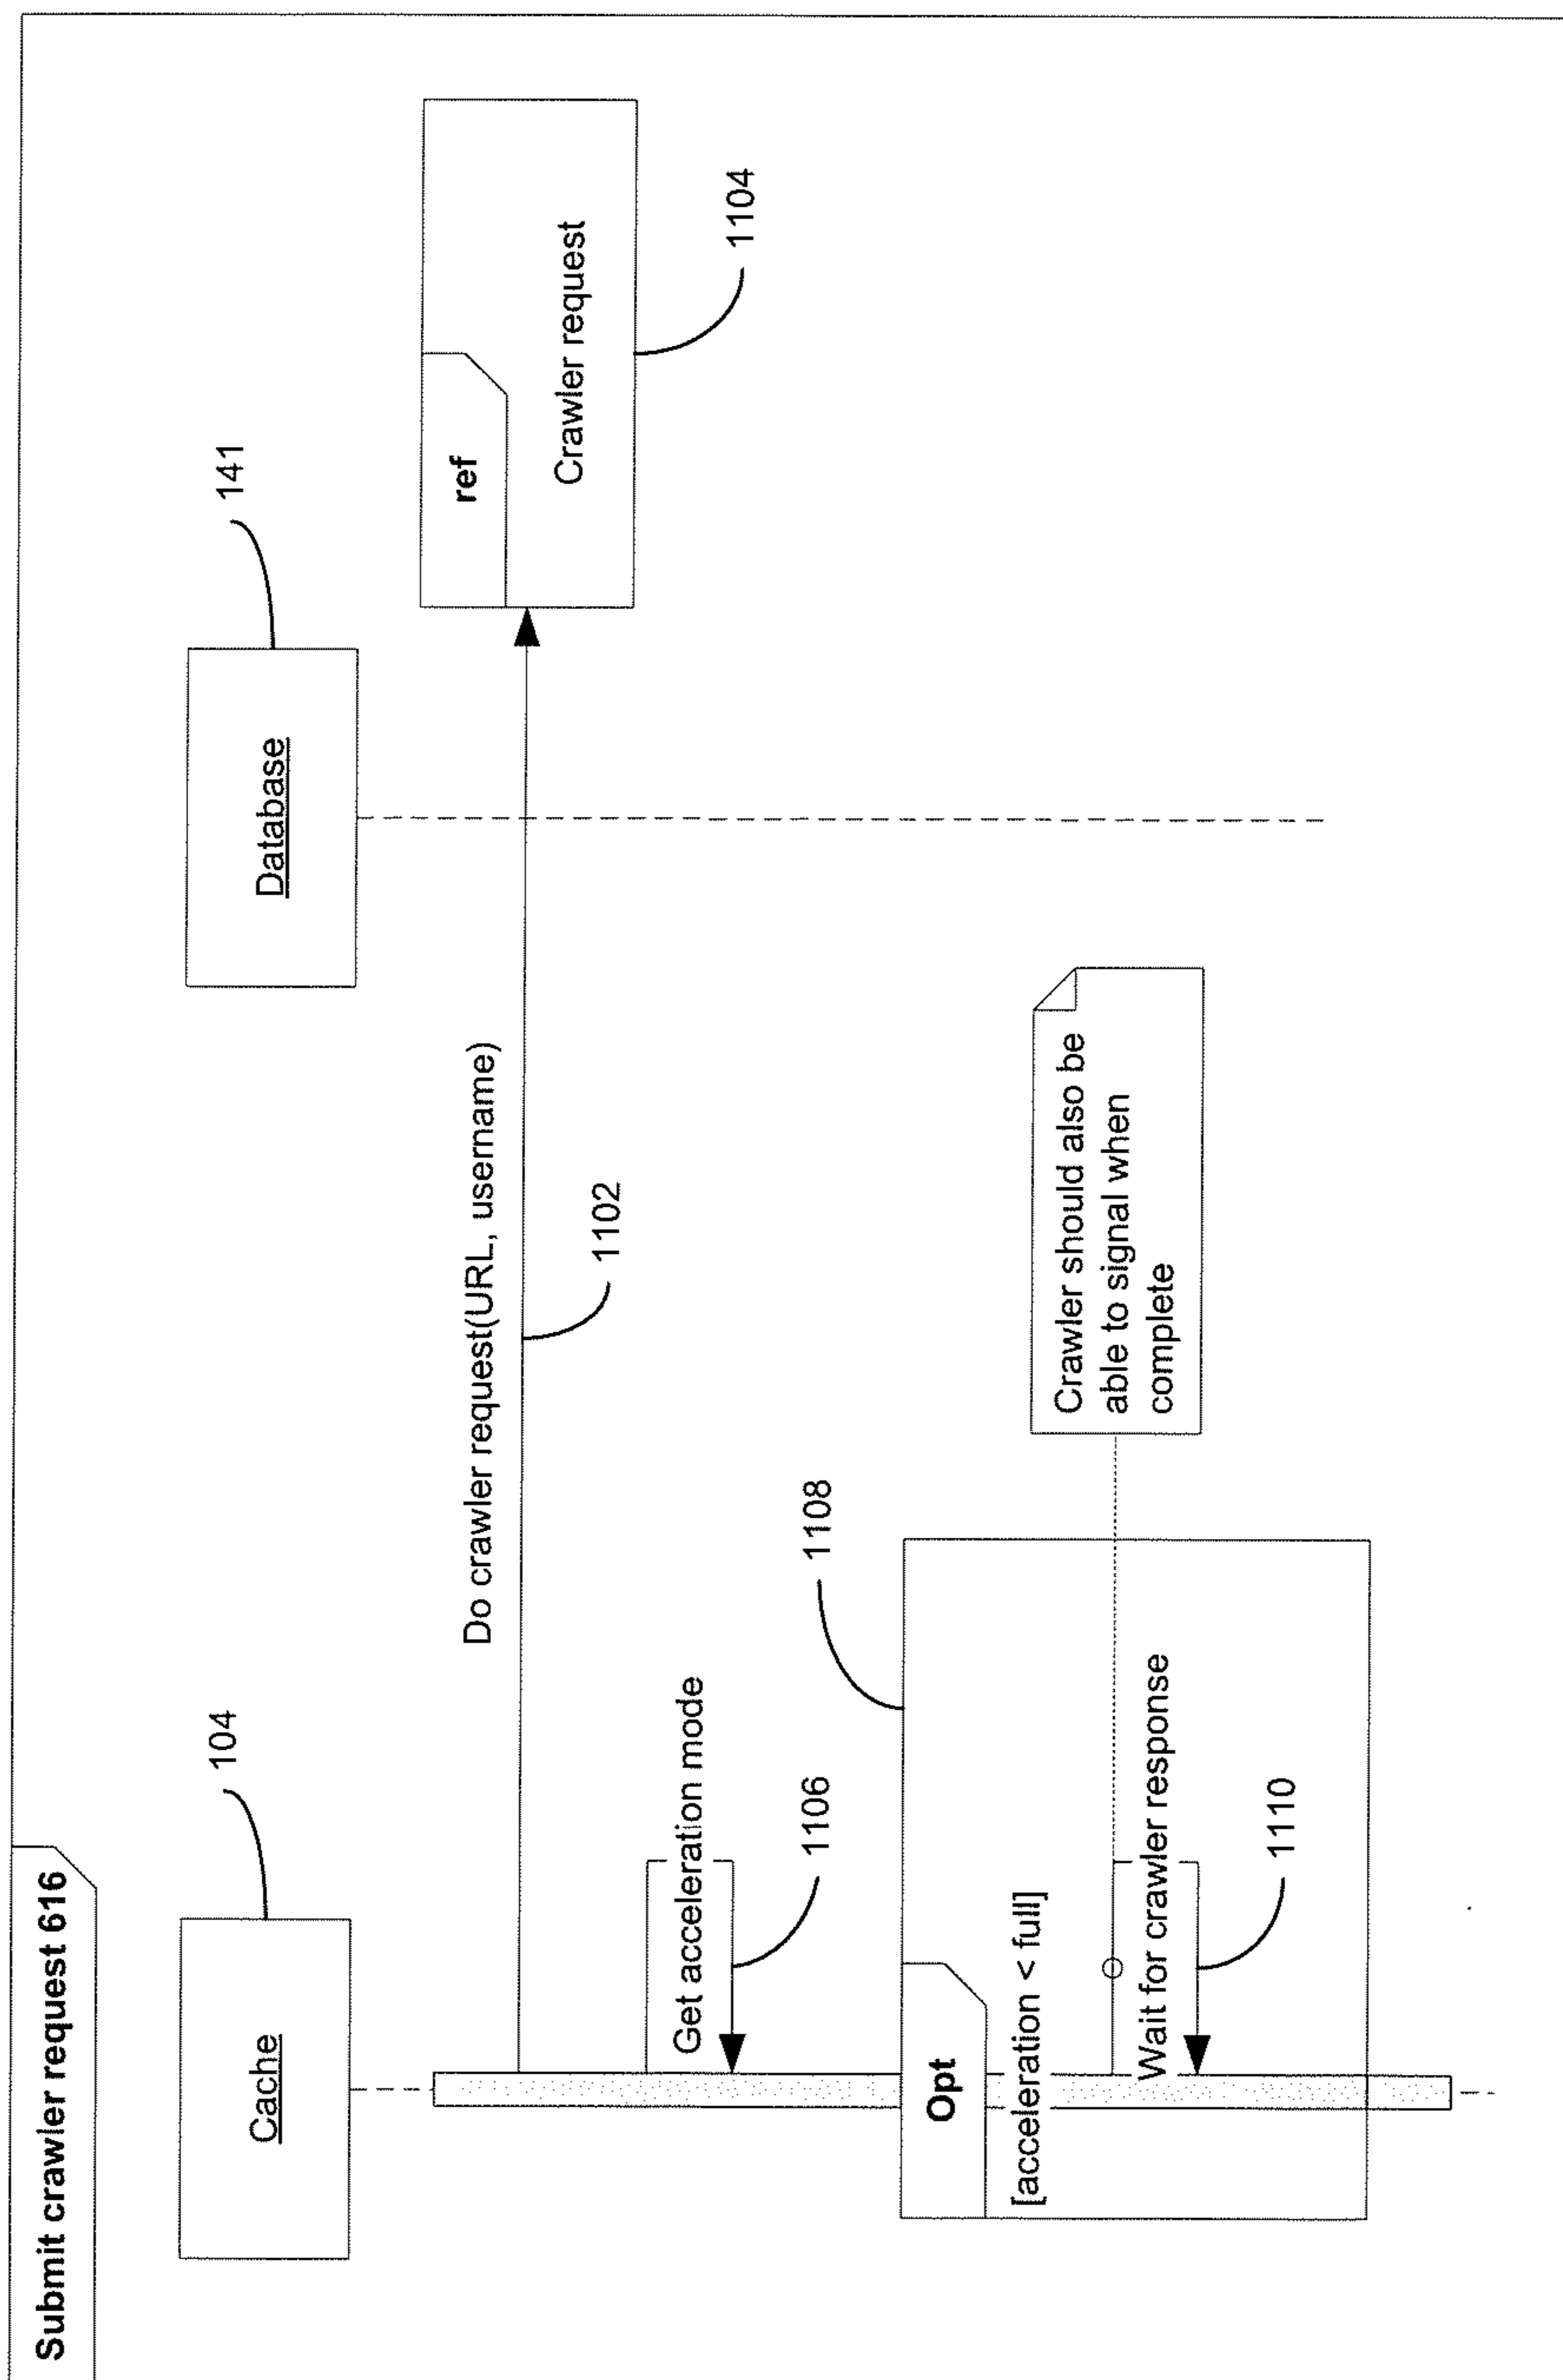 Submit crawler request 616
104
141
Cache
Database
Do crawler request(URL, username)
1102
ref
Crawler request
1104
Get acceleration mode
1106
1108
Opt
[acceleration < full]
Crawler should also be
able to signal when
complete
Wait for crawler response
1110